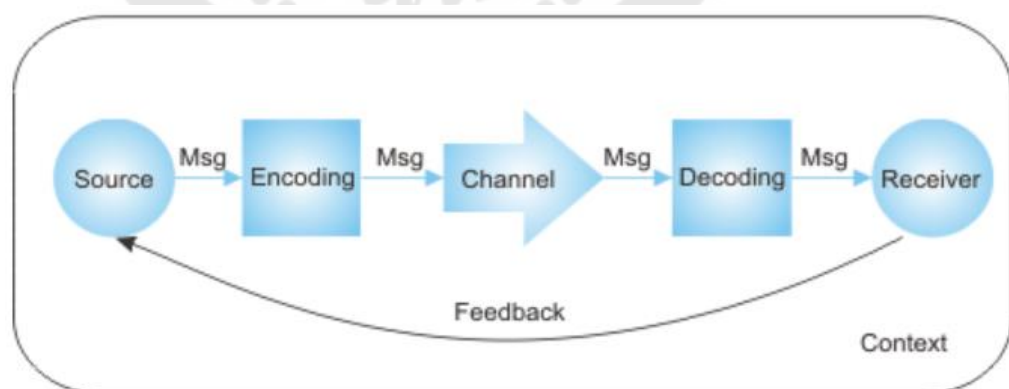 Source
Msg
Encoding
Msg
Channel
Msg
Decoding
Msg
Receiver
Feedback
Context